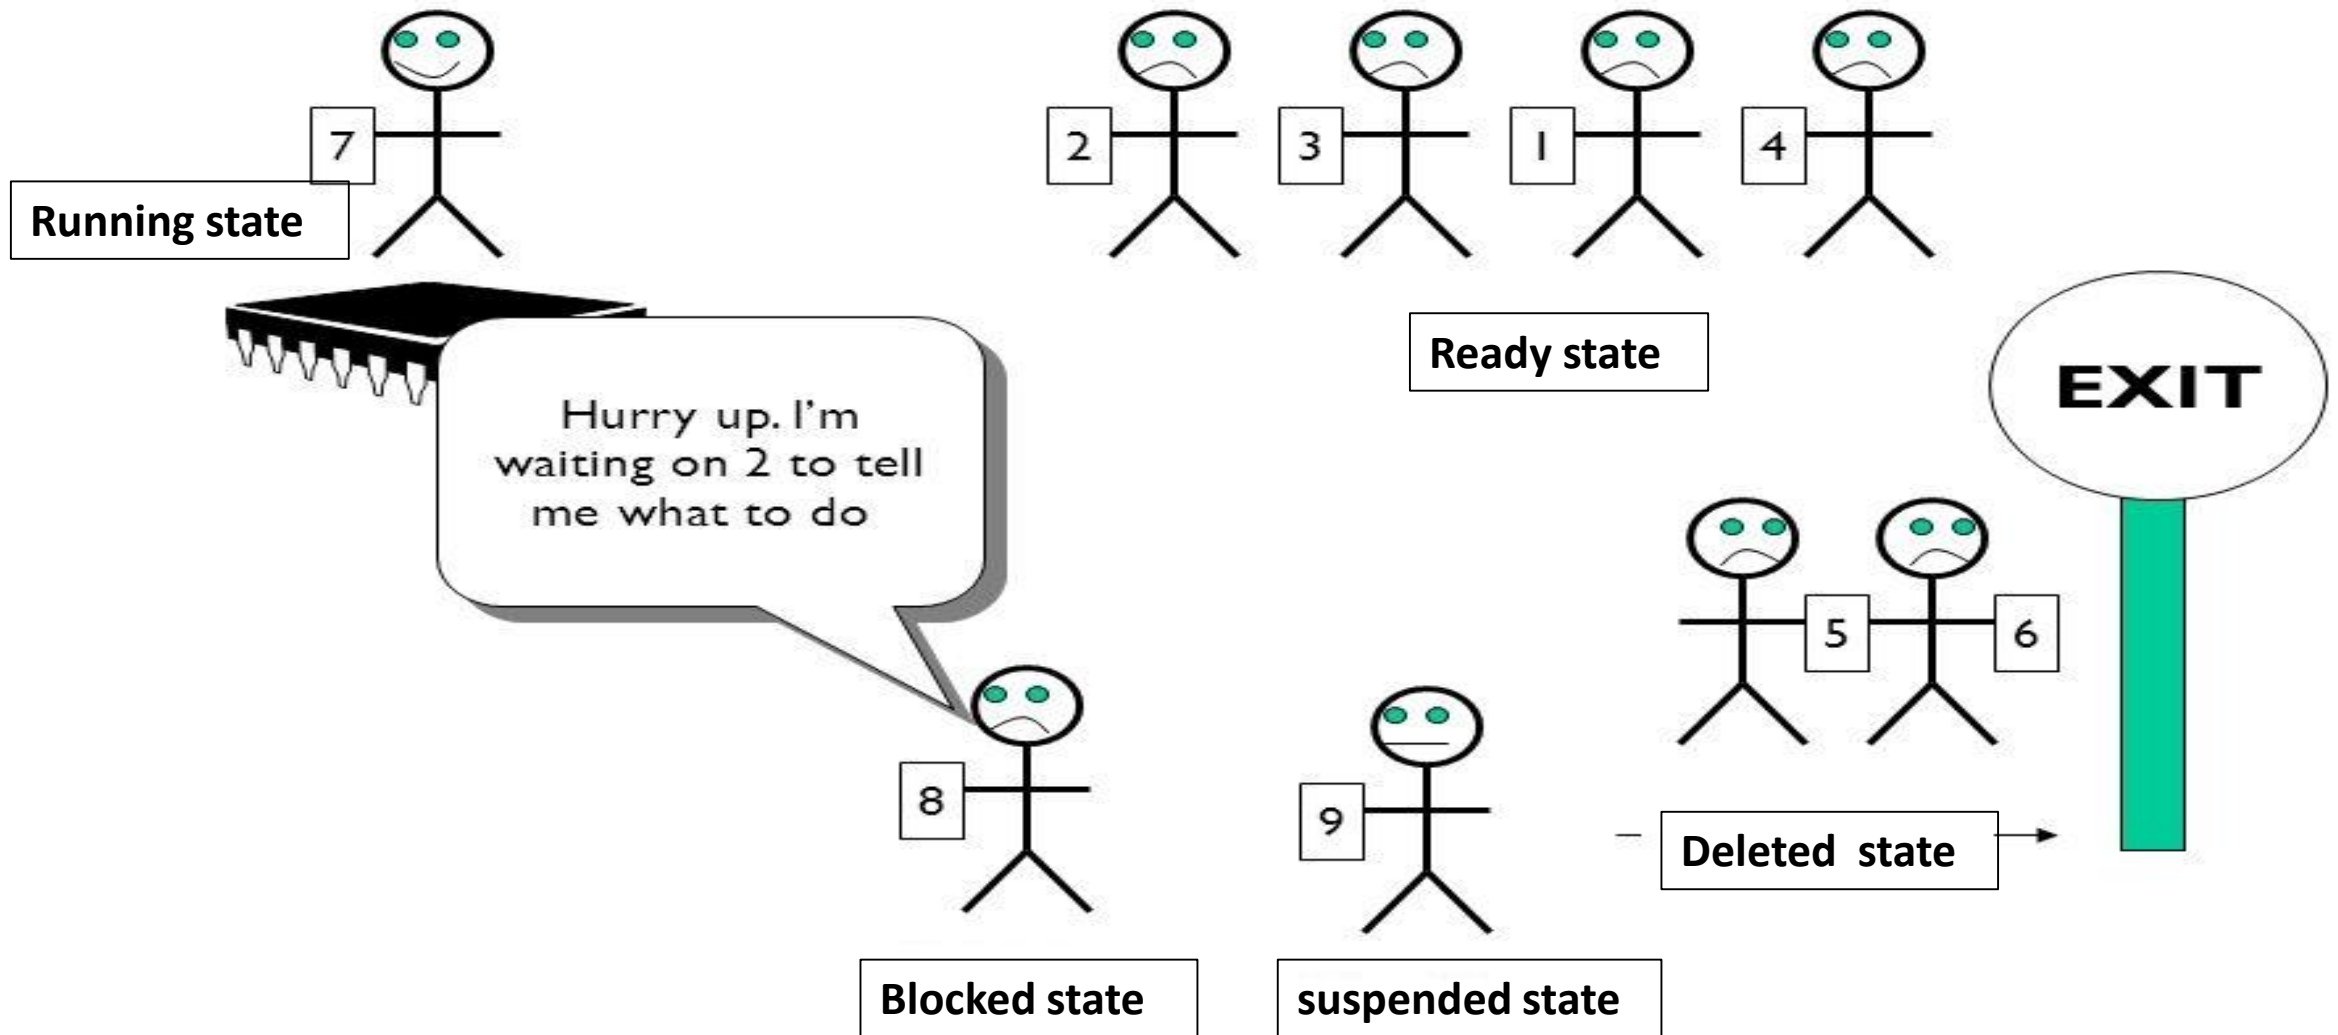 7
2
3
1
4
Running state
Ready state
EXIT
Hurry up. I'm
waiting on 2 to tell
me what to do
5
6
8
9
Deleted state
Blocked state
suspended state